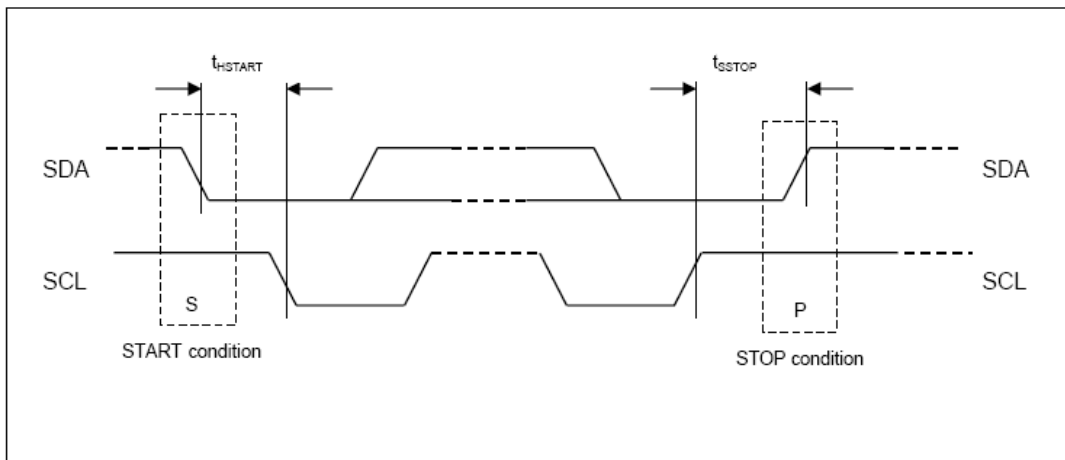 tHSTART
tSSTOP
SDA
SDA
SCL
SCL
S
P
START condition
STOP condition